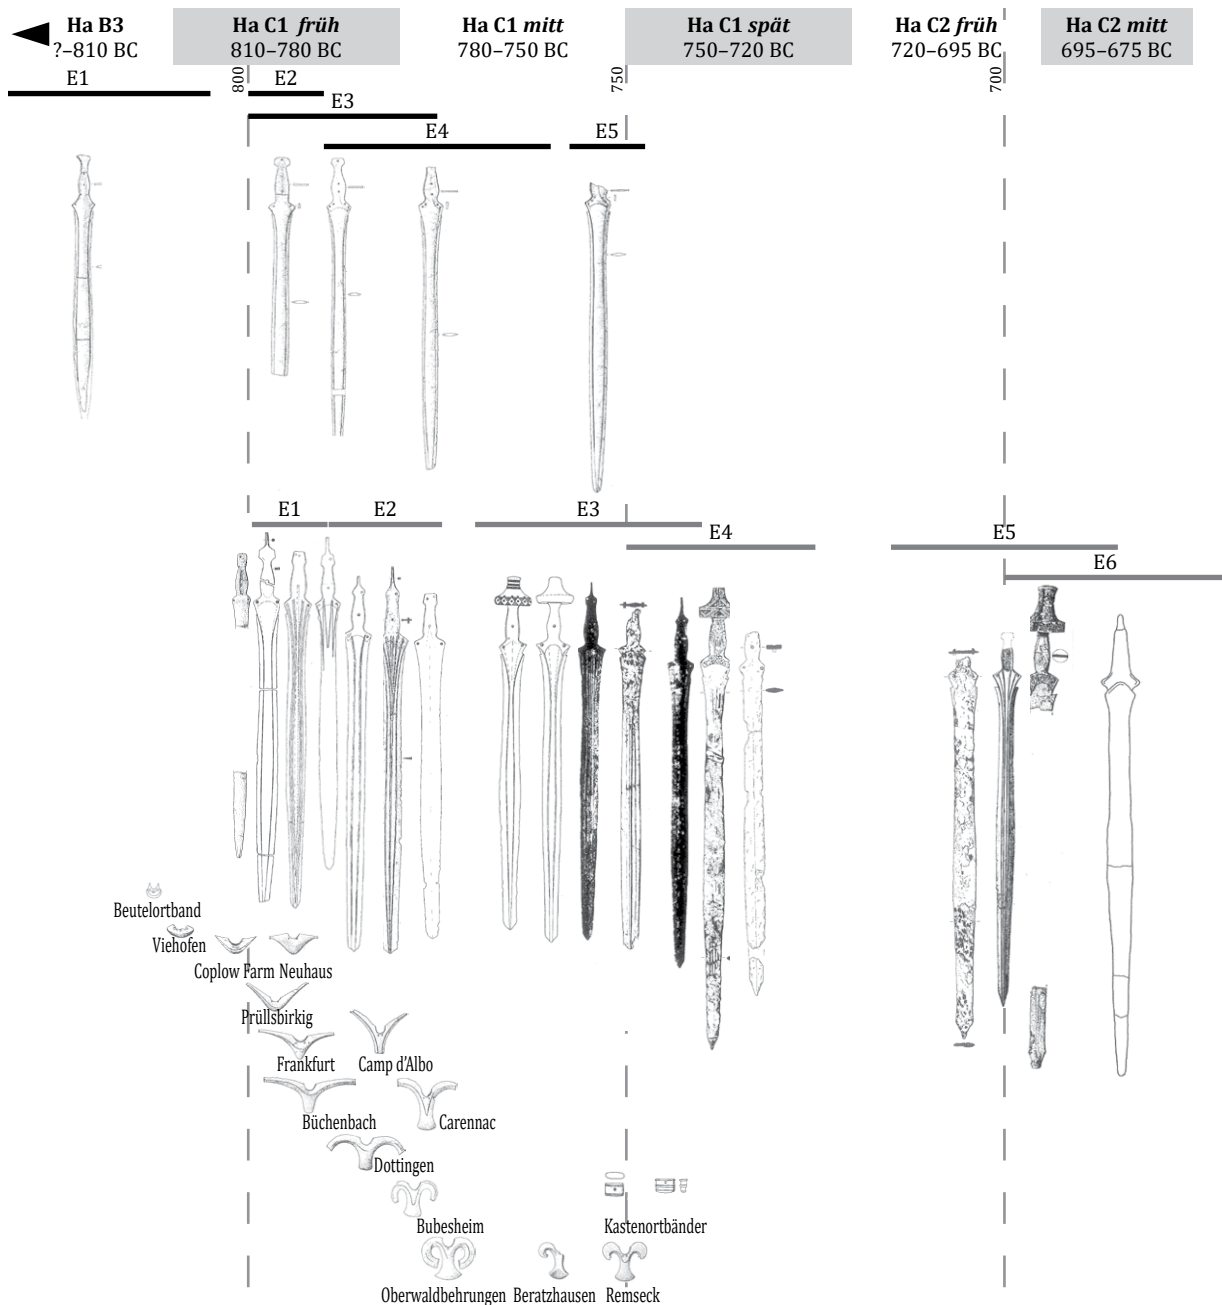 Ha B3
?–810 BC
Ha C1 früh
810–780 BC
Ha C1 mitt
780–750 BC
Ha C1 spät
750–720 BC
Ha C2 früh
720–695 BC
Ha C2 mitt
695–675 BC
800
750
700
E1
E2
E3
E4
E5
E1
E2
E3
E4
E5
E6
Beutelortband
Viehofen
Coplow Farm
Neuhaus
Prüllsbirkig
Frankfurt
Camp d'Albo
Büchenbach
Carennac
Dottingen
Bubesheim
Kastenortbänder
Oberwaldbehrungen
Beratzhausen
Remseck